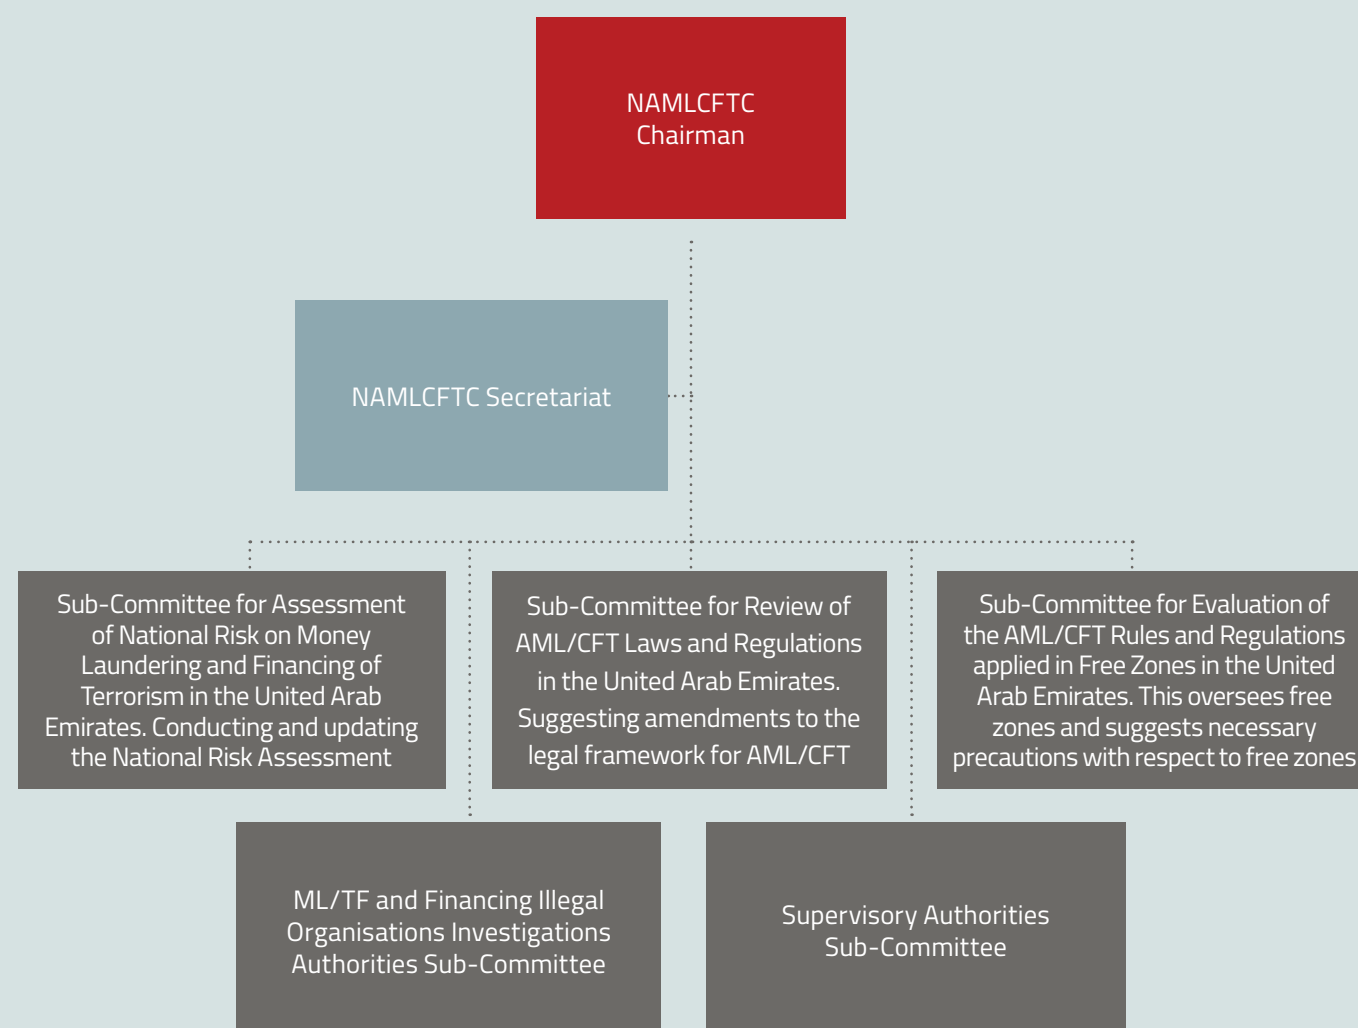 NAMLCFTC
Chairman
NAMLCFTC Secretariat
Sub-Committee for Assessment
of National Risk on Money
Laundering and Financing of
Terrorism in the United Arab
Emirates. Conducting and updating
the National Risk Assessment
Sub-Committee for Review of
AML/CFT Laws and Regulations
in the United Arab Emirates.
Suggesting amendments to the
legal framework for AML/CFT
Sub-Committee for Evaluation of
the AML/CFT Rules and Regulations
applied in Free Zones in the United
Arab Emirates. This oversees free
zones and suggests necessary
precautions with respect to free zones
ML/TF and Financing Illegal
Organisations Investigations
Authorities Sub-Committee
Supervisory Authorities
Sub-Committee